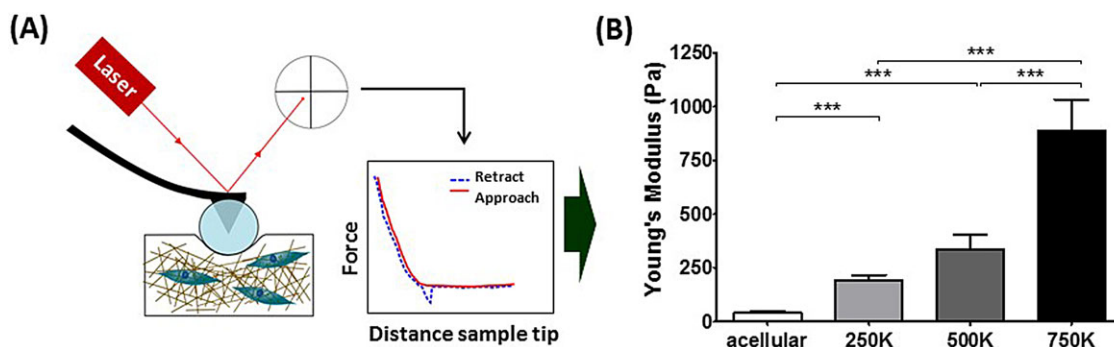 (A)
Laser
Retract
Approach
Force
Distance sample tip
(B)
Young's Modulus (Pa)
1250
1000
750
500
250
0
***
***
***
***
acellular 250K 500K 750K